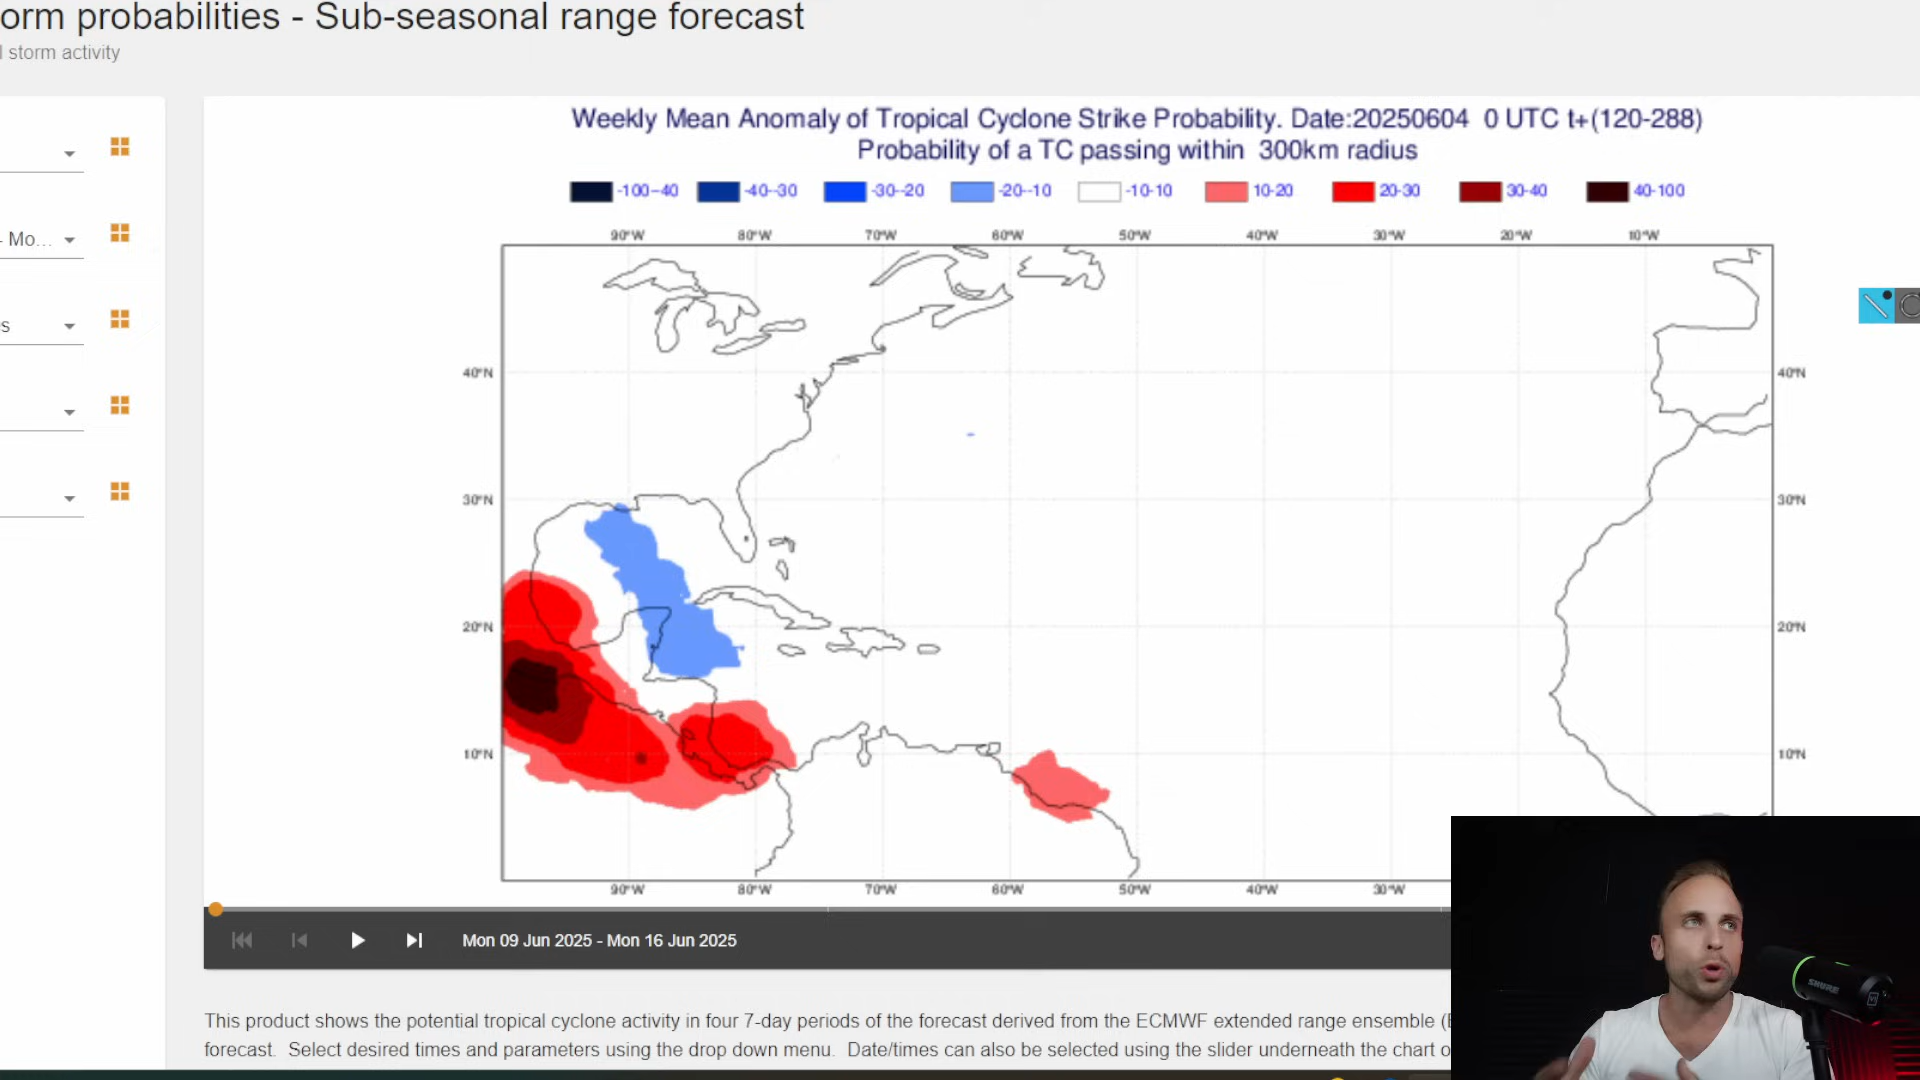 orm probabilities - Sub-seasonal range forecast
l storm activity
- Mo...
s
Weekly Mean Anomaly of Tropical Cyclone Strike Probability. Date:20250604 0 UTC t+(120-288)
Probability of a TC passing within 300km radius
-100--40 -40--30 -30--20 -20--10 -10-10 10-20 20-30 30-40 40-100
90°W 80°W 70°W 60°W 50°W 40°W 30°W 20°W 10°W
40°N 40°N
30°N 30°N
20°N 20°N
10°N 10°N
90°W 80°W 70°W 60°W 50°W 40°W 30°W
Mon 09 Jun 2025 - Mon 16 Jun 2025
SHURE
This product shows the potential tropical cyclone activity in four 7-day periods of the forecast derived from the ECMWF extended range ensemble (
forecast. Select desired times and parameters using the drop down menu. Date/times can also be selected using the slider underneath the chart o